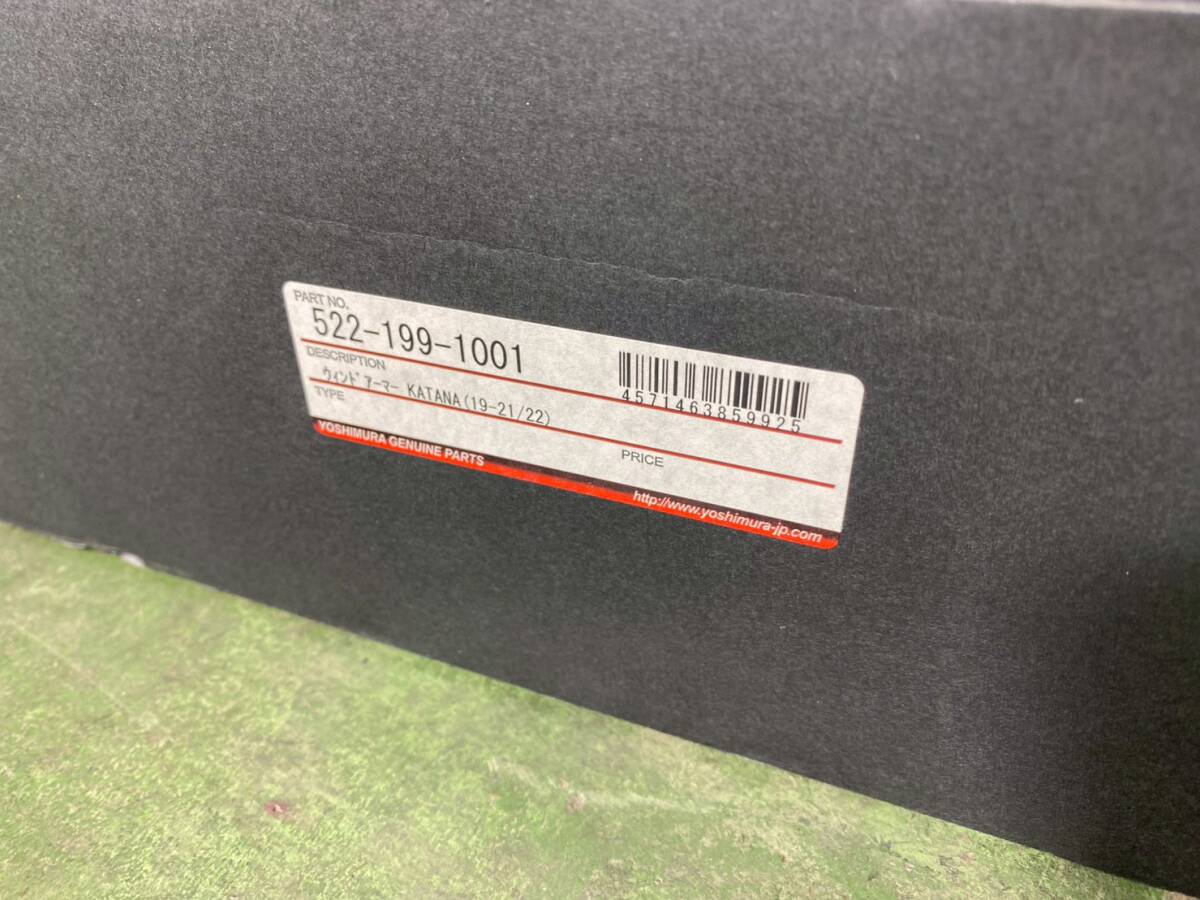 PART NO.
522-199-1001
DESCRIPTION
ウィンドアーマー KATANA(19-21/22)
4571463859925
TYPE
PRICE
YOSHIMURA GENUINE PARTS
http://www.yoshimura-jp.com